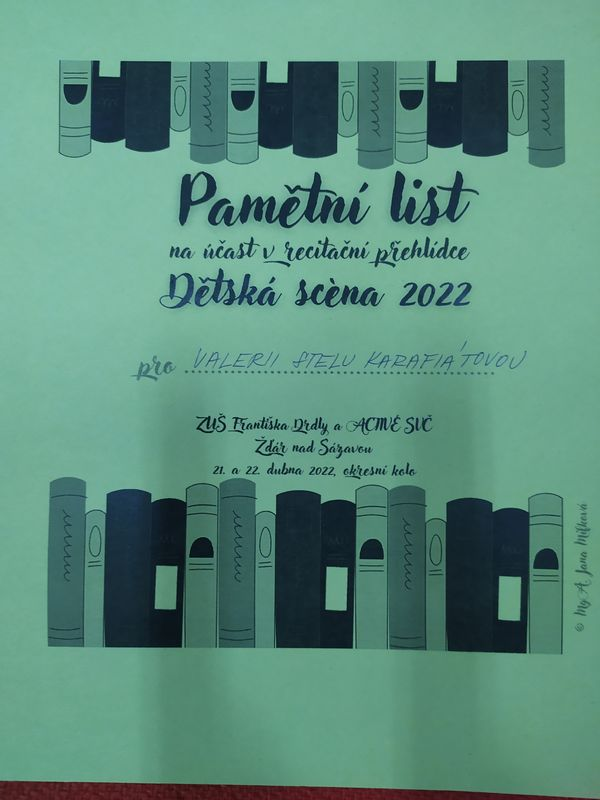 Pamětní list
na účast v recitační přehlídce
Dětská scèna 2022
pro VALERII STELU KARAFIÁTOVOU
ZUŠ Františka Drdly a ACTIVE SVČ
Žďár nad Sázavou
21. a 22. dubna 2022, okresní kolo
© MgA. Jana Mifková